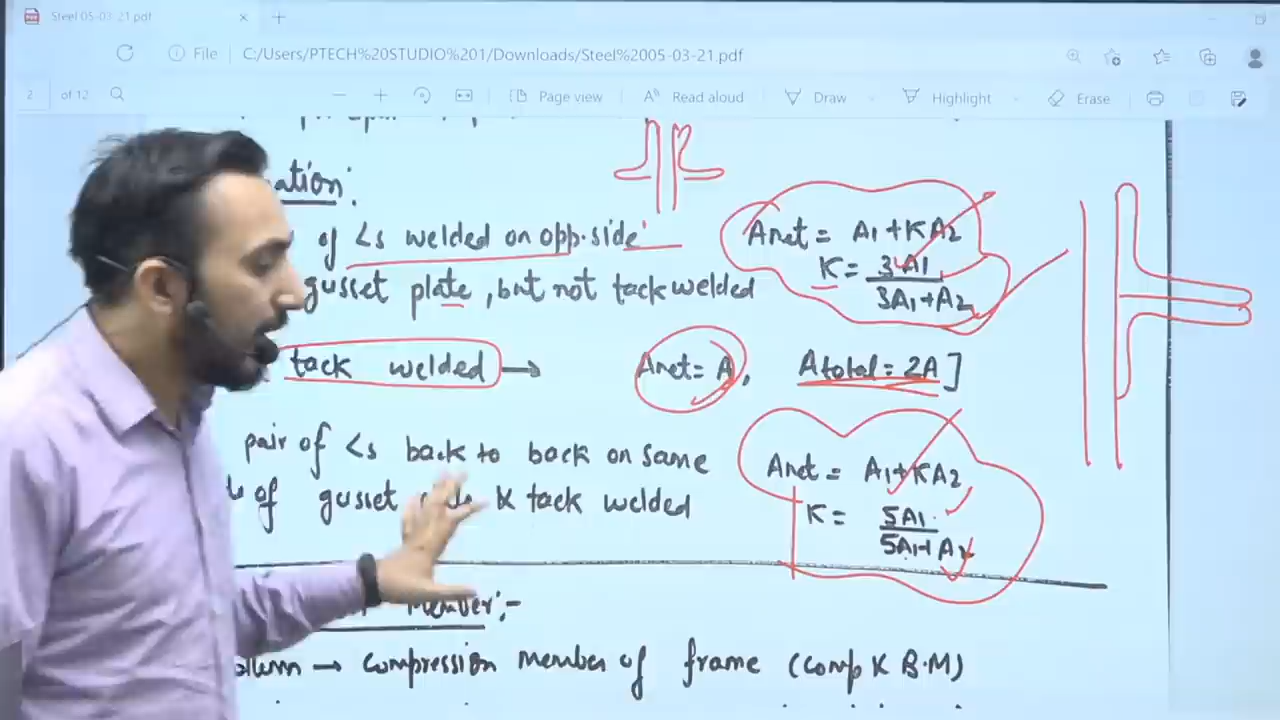 Steel 05-03-21.pdf
File C:/Users/PTECH%20STUDIO%201/Downloads/Steel%2005-03-21.pdf
2 of 12 Page view Read aloud Draw Highlight Erase
ation:
of ∠s welded on opp. side
Anet = A1 + KA2
K = 3A1 / 3A1 + A2
gusset plate, but not tack welded
tack welded → Anet = A, Atotal = 2A ]
pair of ∠s back to back on same
Anet = A1 + KA2
of gusset & tack welded
K = 5A1 / 5A1 + A2
Member:-
olumn → compression member of frame (comp & B.M)